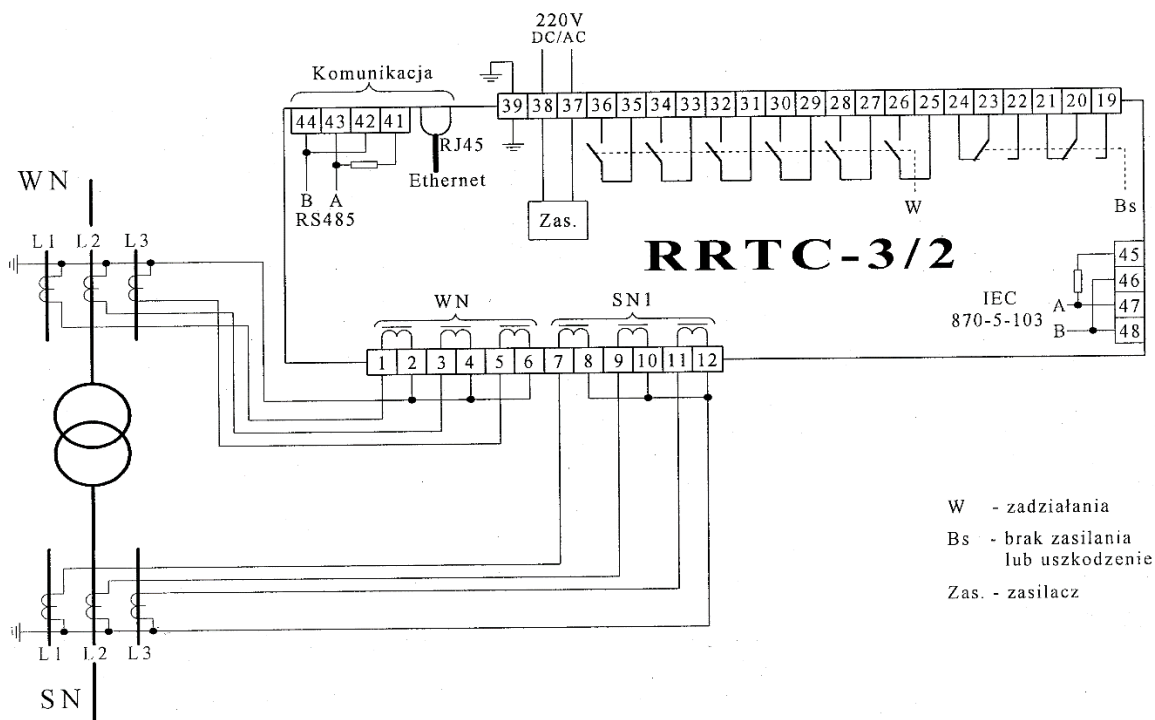 220V
DC/AC
Komunikacja
39 38 37 36 35 34 33 32 31 30 29 28 27 26 25 24 23 22 21 20 19
44 43 42 41
RJ45
Ethernet
B A
RS485
Zas.
W
Bs
WN
L1 L2 L3
RRTC-3/2
45
46
47
48
IEC
870-5-103
A
B
WN
SN1
1 2 3 4 5 6 7 8 9 10 11 12
W - zadziałania
Bs - brak zasilania
lub uszkodzenie
Zas. - zasilacz
L1 L2 L3
SN